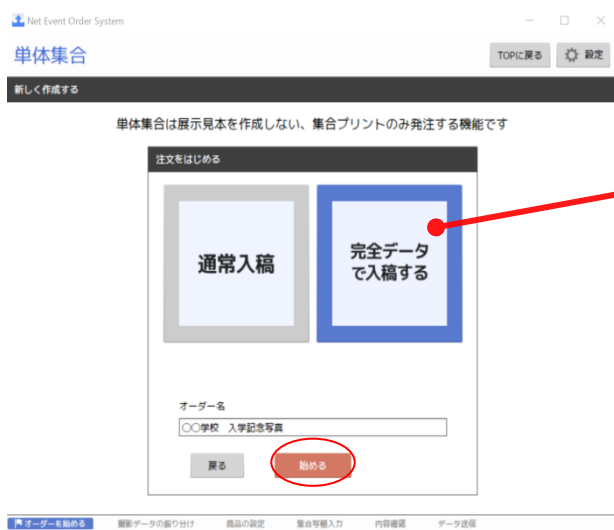 Net Event Order System
単体集合
TOPに戻る
設定
新しく作成する
単体集合は展示見本を作成しない、集合プリントのみ発注する機能です
注文をはじめる
通常入稿
完全データ
で入稿する
オーダー名
○○学校 入学記念写真
戻る
始める
オーダーを始める
撮影データの振り分け
商品の設定
集合写植入力
内容確認
データ送信